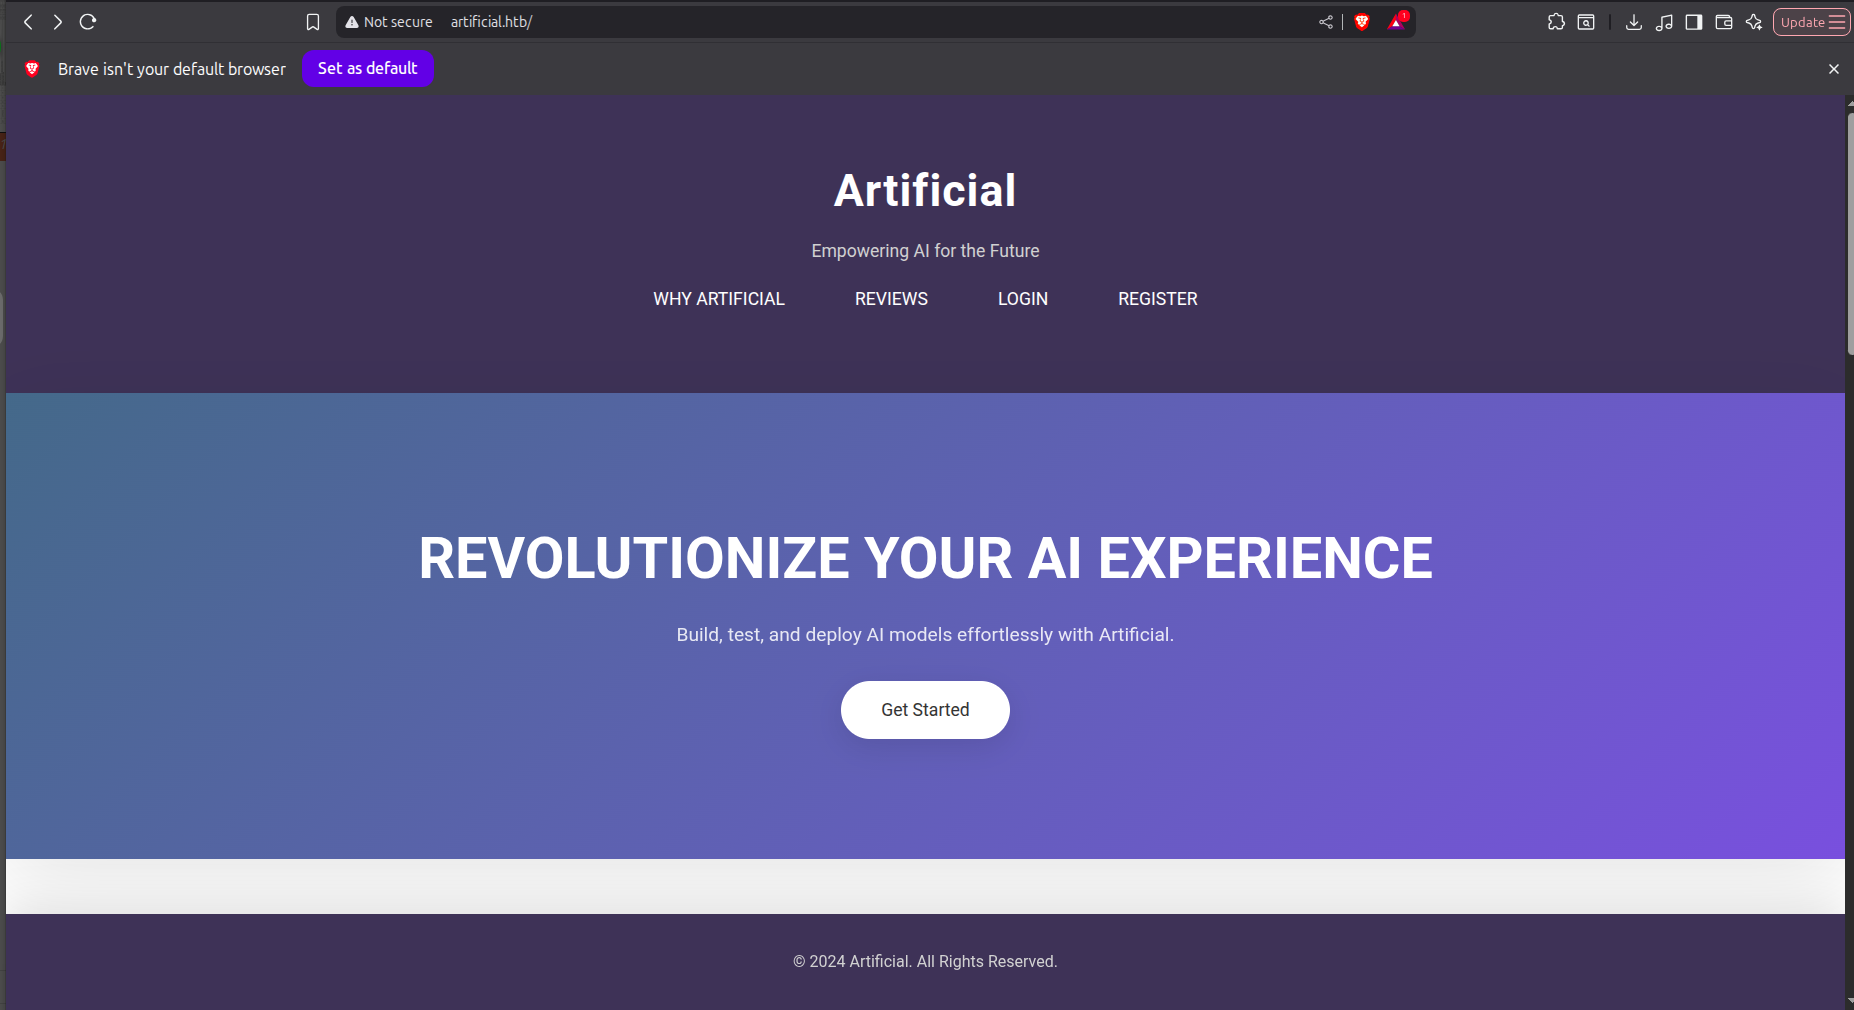 Not secure artificial.htb/ 1 Update
Brave isn't your default browser Set as default
Artificial
Empowering AI for the Future
WHY ARTIFICIAL REVIEWS LOGIN REGISTER
REVOLUTIONIZE YOUR AI EXPERIENCE
Build, test, and deploy AI models effortlessly with Artificial.
Get Started
© 2024 Artificial. All Rights Reserved.